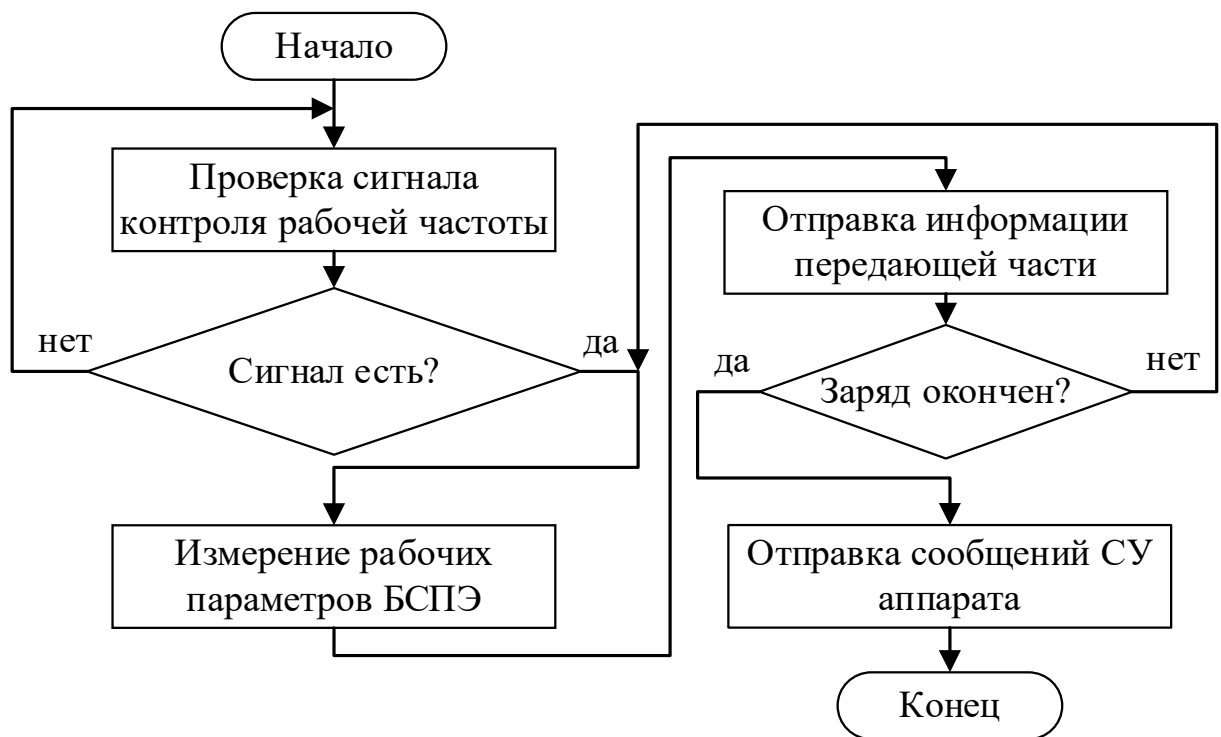 Начало
Проверка сигнала
контроля рабочей частоты
нет
Сигнал есть?
да
Измерение рабочих
параметров БСПЭ
Отправка информации
передающей части
да
Заряд окончен?
нет
Отправка сообщений СУ
аппарата
Конец